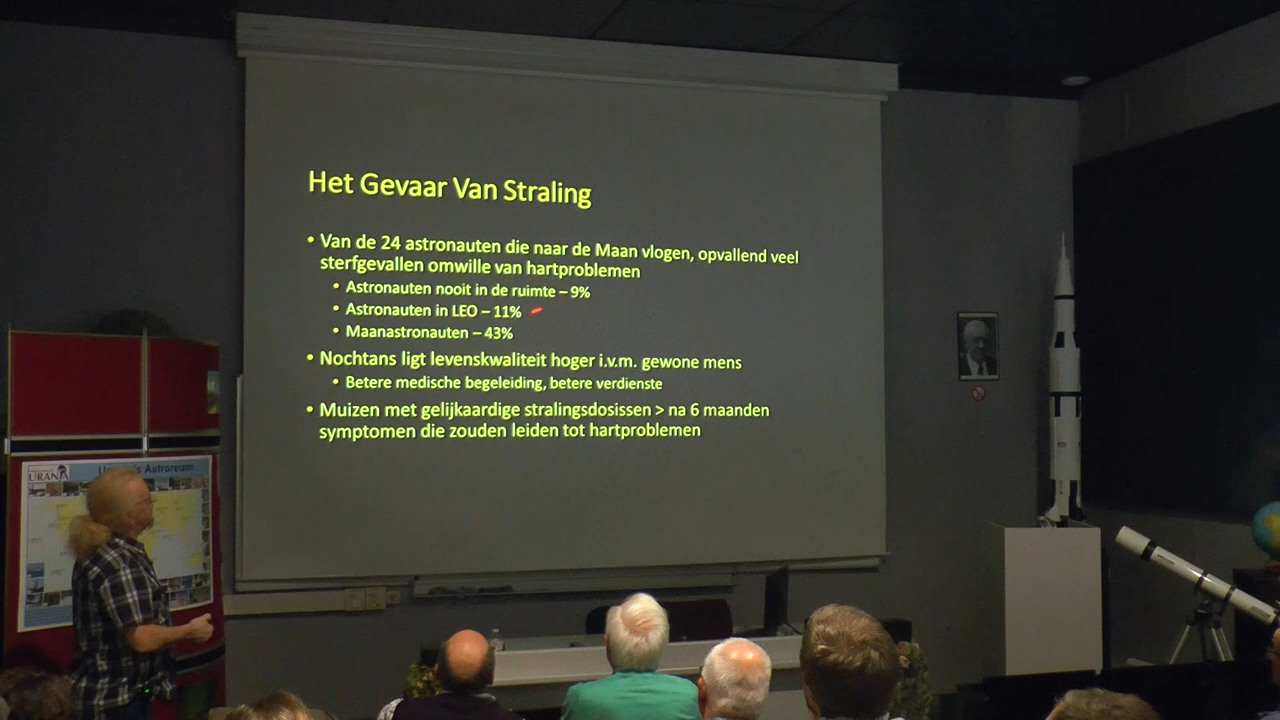 Het Gevaar Van Straling
• Van de 24 astronauten die naar de Maan vlogen, opvallend veel
sterfgevallen omwille van hartproblemen
• Astronauten nooit in de ruimte – 9%
• Astronauten in LEO – 11%
• Maanastronauten – 43%
• Nochtans ligt levenskwaliteit hoger i.v.m. gewone mens
• Betere medische begeleiding, betere verdienste
• Muizen met gelijkaardige stralingsdosissen > na 6 maanden
symptomen die zouden leiden tot hartproblemen
URANIA
Astroreizen